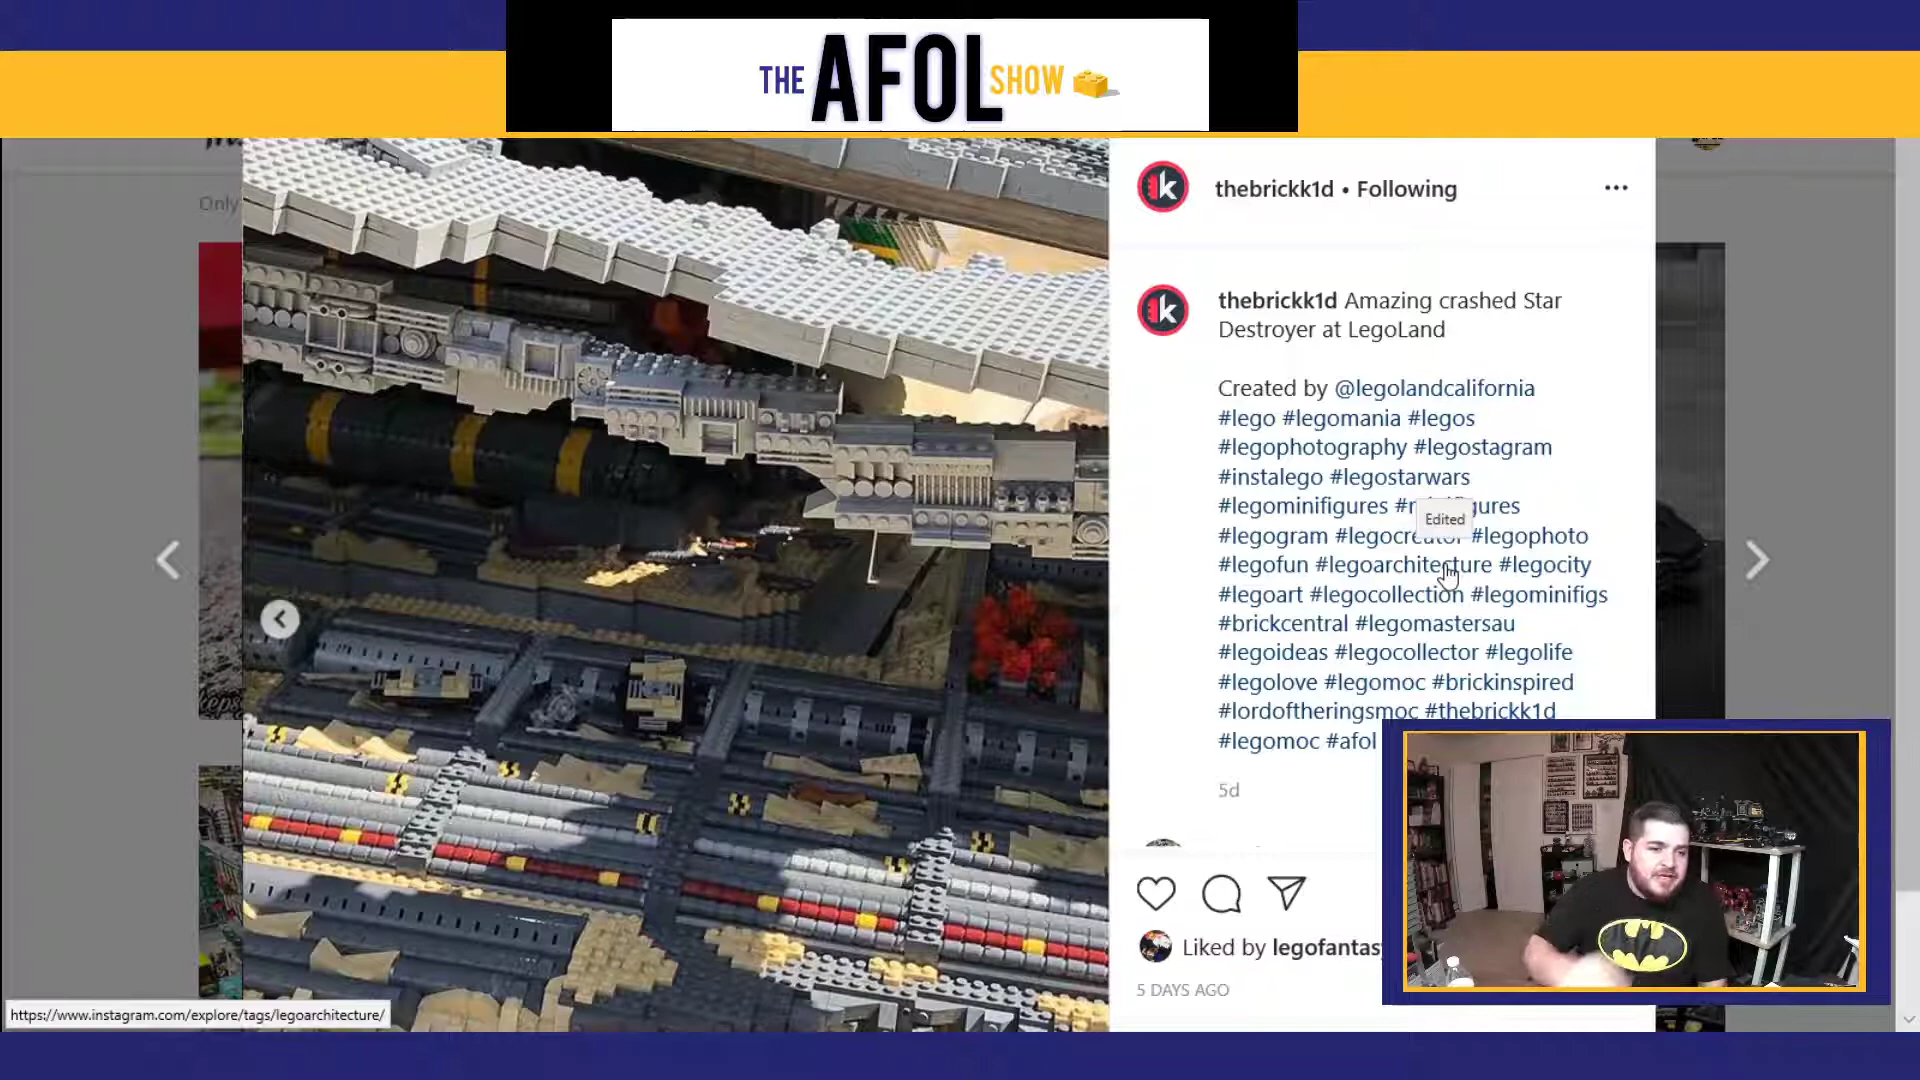 THE AFOL SHOW
Only
thebrickk1d • Following
thebrickk1d Amazing crashed Star
Destroyer at LegoLand
Created by @legolandcalifornia
#lego #legomania #legos
#legophotography #legostagram
#instalego #legostarwars
#legominifigures
Edited
#legogram #legocreator #legophoto
#legofun #legoarchitecture #legocity
#legoart #legocollection #legominifigs
#brickcentral #legomastersau
#legoideas #legocollector #legolife
#legolove #legomoc #brickinspired
#lordoftheringsmoc #thebrickk1d
#legomoc #afol
5d
Liked by legofantasy
5 DAYS AGO
https://www.instagram.com/explore/tags/legoarchitecture/